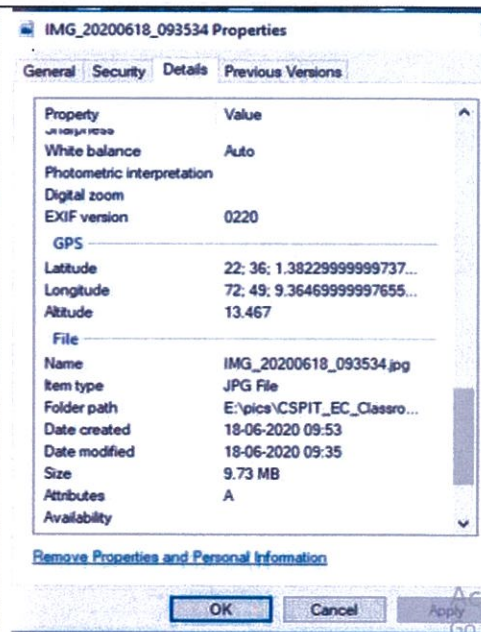 IMG_20200618_093534 Properties
General Security Details Previous Versions
Property Value
Sharpness
White balance Auto
Photometric interpretation
Digital zoom
EXIF version 0220
GPS
Latitude 22; 36; 1.38229999999737...
Longitude 72; 49; 9.36469999997655...
Altitude 13.467
File
Name IMG_20200618_093534.jpg
Item type JPG File
Folder path E:\pics\CSPIT_EC_Classro...
Date created 18-06-2020 09:53
Date modified 18-06-2020 09:35
Size 9.73 MB
Attributes A
Availability
Remove Properties and Personal Information
OK Cancel Apply